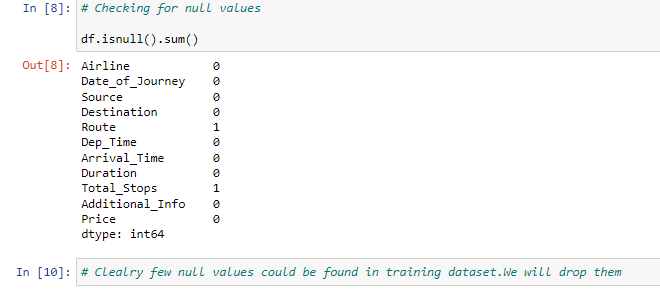 In [8]: # Checking for null values
df.isnull().sum()
Out[8]: Airline 0
Date_of_Journey 0
Source 0
Destination 0
Route 1
Dep_Time 0
Arrival_Time 0
Duration 0
Total_Stops 1
Additional_Info 0
Price 0
dtype: int64
In [10]: # Clealry few null values could be found in training dataset.We will drop them